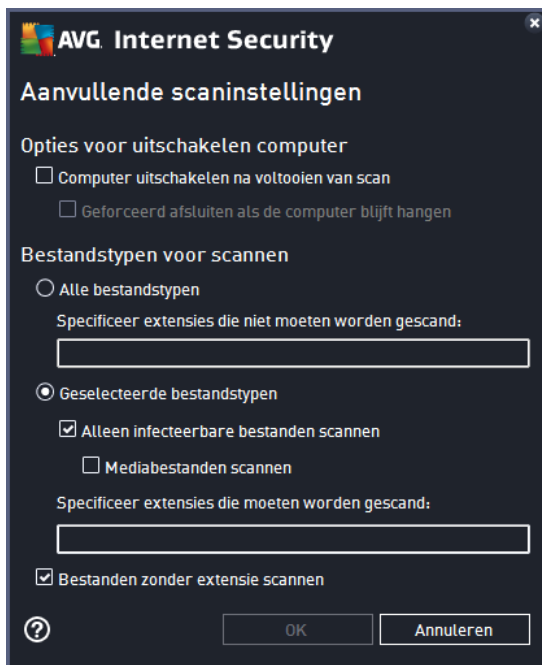 AVG Internet Security
Aanvullende scaninstellingen
Opties voor uitschakelen computer
Computer uitschakelen na voltooien van scan
Geforceerd afsluiten als de computer blijft hangen
Bestandstypen voor scannen
Alle bestandstypen
Specificeer extensies die niet moeten worden gescand:
Geselecteerde bestandstypen
Alleen infecteerbare bestanden scannen
Mediabestanden scannen
Specificeer extensies die moeten worden gescand:
Bestanden zonder extensie scannen
?
OK
Annuleren